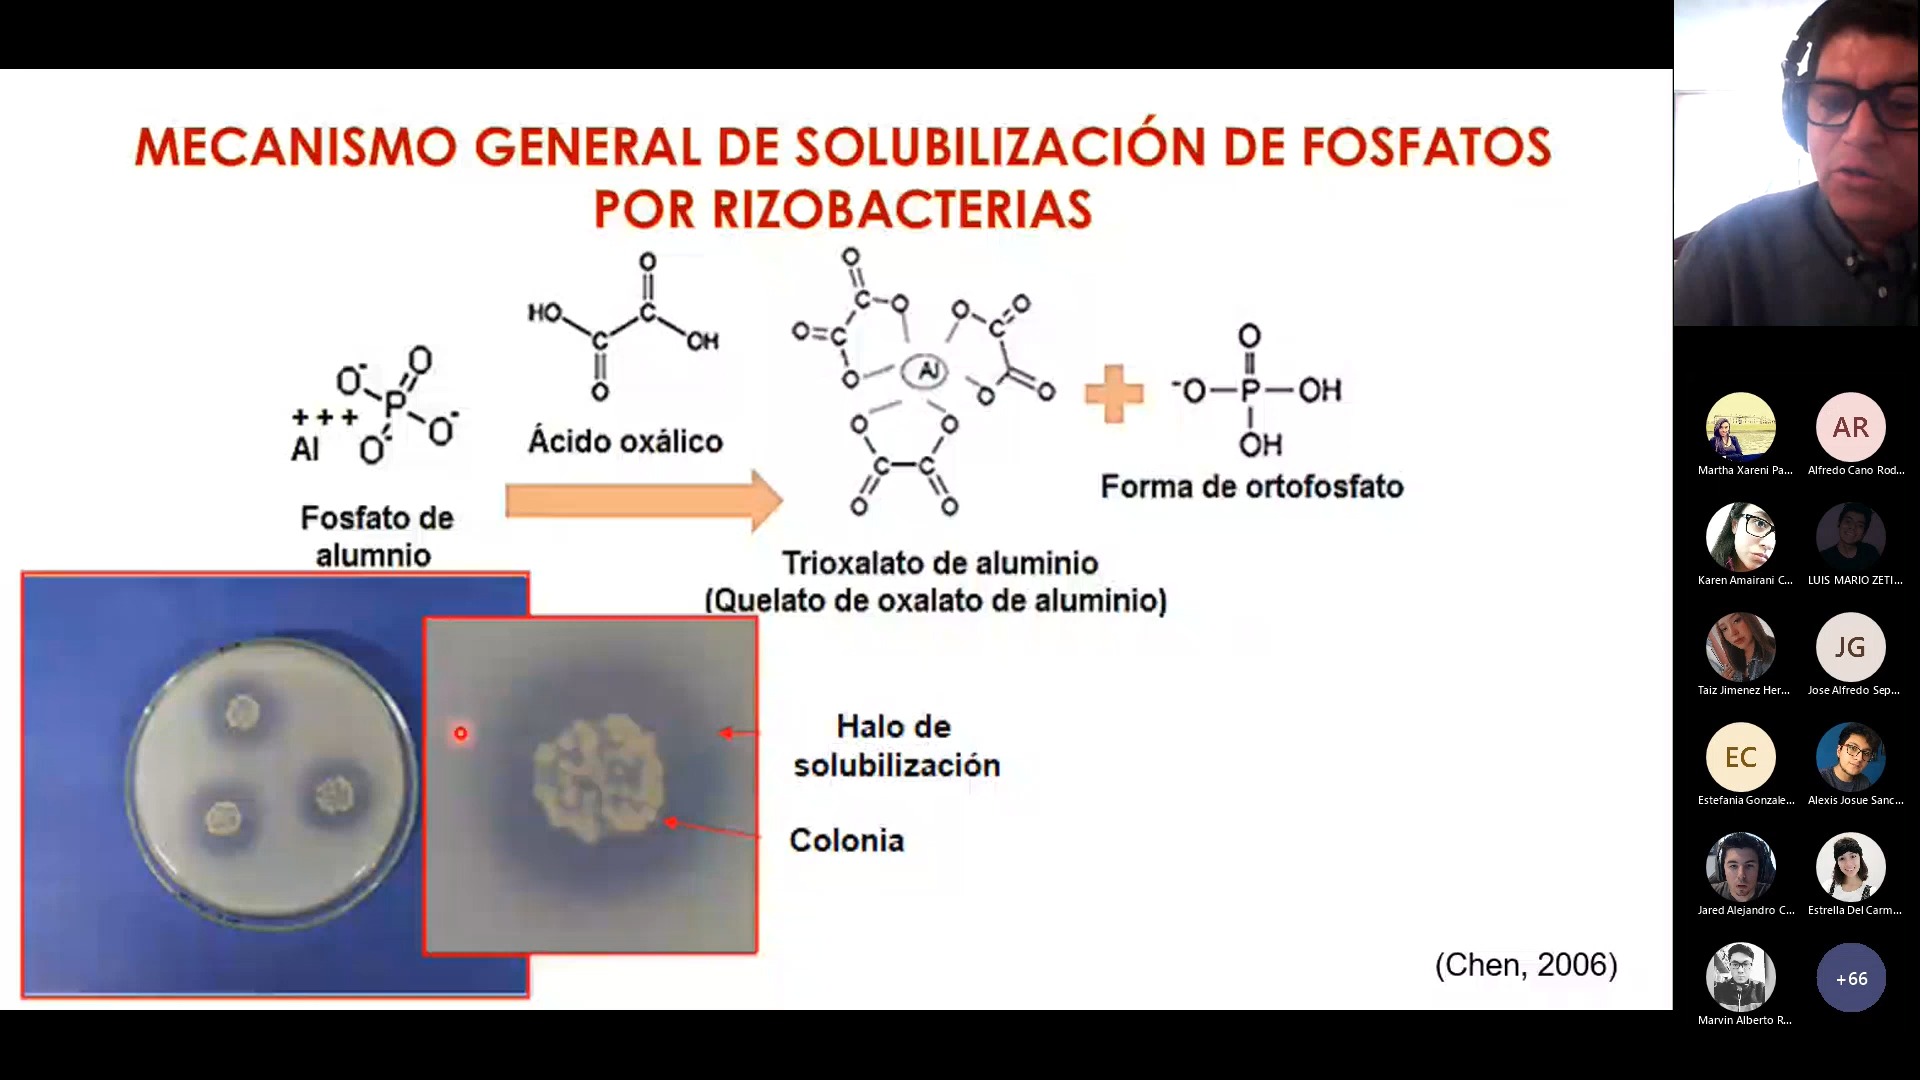 MECANISMO GENERAL DE SOLUBILIZACIÓN DE FOSFATOS
POR RIZOBACTERIAS
+ + +
Al
O⁻
O
P
O⁻
O⁻
Fosfato de
alumnio
HO
O
C
C
OH
O
Ácido oxálico
O
C
O
O
C
O
Al
O
O
C
C
O
O
O
O
C
C
O
O
Trioxalato de aluminio
(Quelato de oxalato de aluminio)
O
⁻O
P
OH
OH
Forma de ortofosfato
Halo de
solubilización
Colonia
(Chen, 2006)
Martha Xareni Pa...
AR
Alfredo Cano Rod...
Karen Amairani C...
LUIS MARIO ZETI...
Taiz Jimenez Her...
JG
Jose Alfredo Sep...
EC
Estefania Gonzale...
Alexis Josue Sanc...
Jared Alejandro C...
Estrella Del Carm...
Marvin Alberto R...
+66